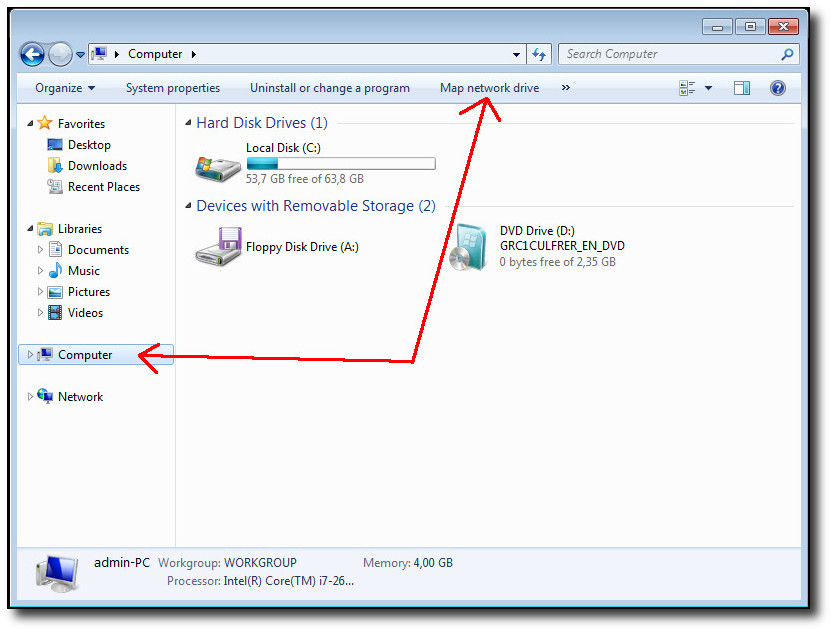 Computer
Search Computer
Organize System properties Uninstall or change a program Map network drive »
Favorites
Desktop
Downloads
Recent Places
Libraries
Documents
Music
Pictures
Videos
Computer
Network
Hard Disk Drives (1)
Local Disk (C:)
53,7 GB free of 63,8 GB
Devices with Removable Storage (2)
Floppy Disk Drive (A:)
DVD Drive (D:)
GRC1CULFRER_EN_DVD
0 bytes free of 2,35 GB
admin-PC Workgroup: WORKGROUP Memory: 4,00 GB
Processor: Intel(R) Core(TM) i7-26...